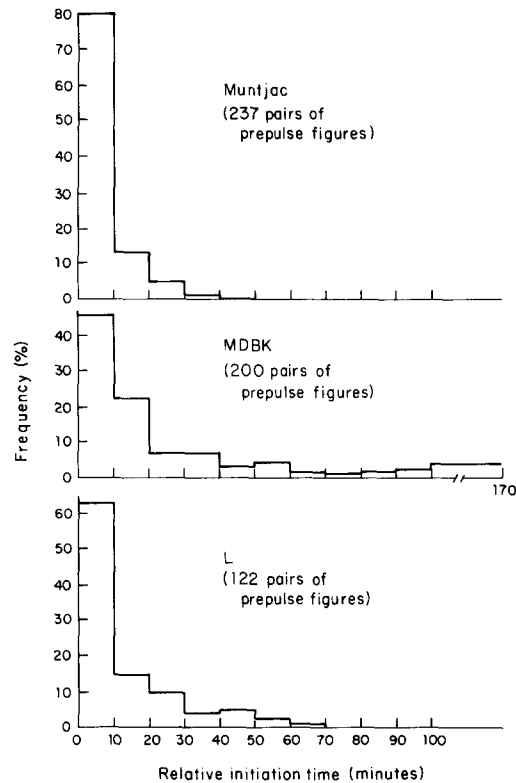 80
70
60
50
40
30
20
10
0
Muntjac
(237 pairs of
prepulse figures)
Frequency (%)
40
30
20
10
0
MDBK
(200 pairs of
prepulse figures)
170
60
50
40
30
20
10
0
L
(122 pairs of
prepulse figures)
0 10 20 30 40 50 60 70 80 90 100
Relative initiation time (minutes)